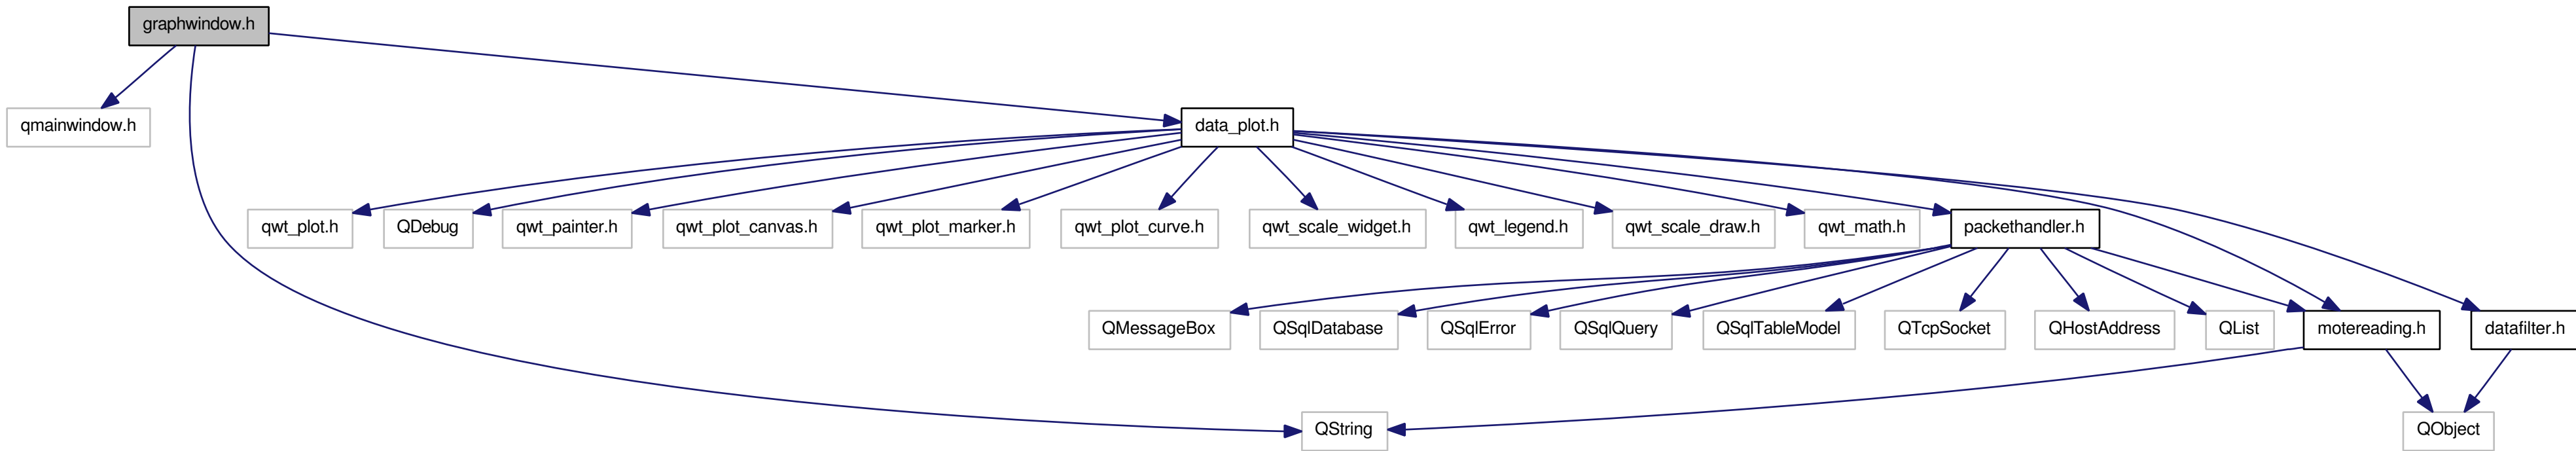 graphwindow.h
qmainwindow.h
data_plot.h
qwt_plot.h
QDebug
qwt_painter.h
qwt_plot_canvas.h
qwt_plot_marker.h
qwt_plot_curve.h
qwt_scale_widget.h
qwt_legend.h
qwt_scale_draw.h
qwt_math.h
packethandler.h
QMessageBox
QSqlDatabase
QSqlError
QSqlQuery
QSqlTableModel
QTcpSocket
QHostAddress
QList
motereading.h
datafilter.h
QString
QObject